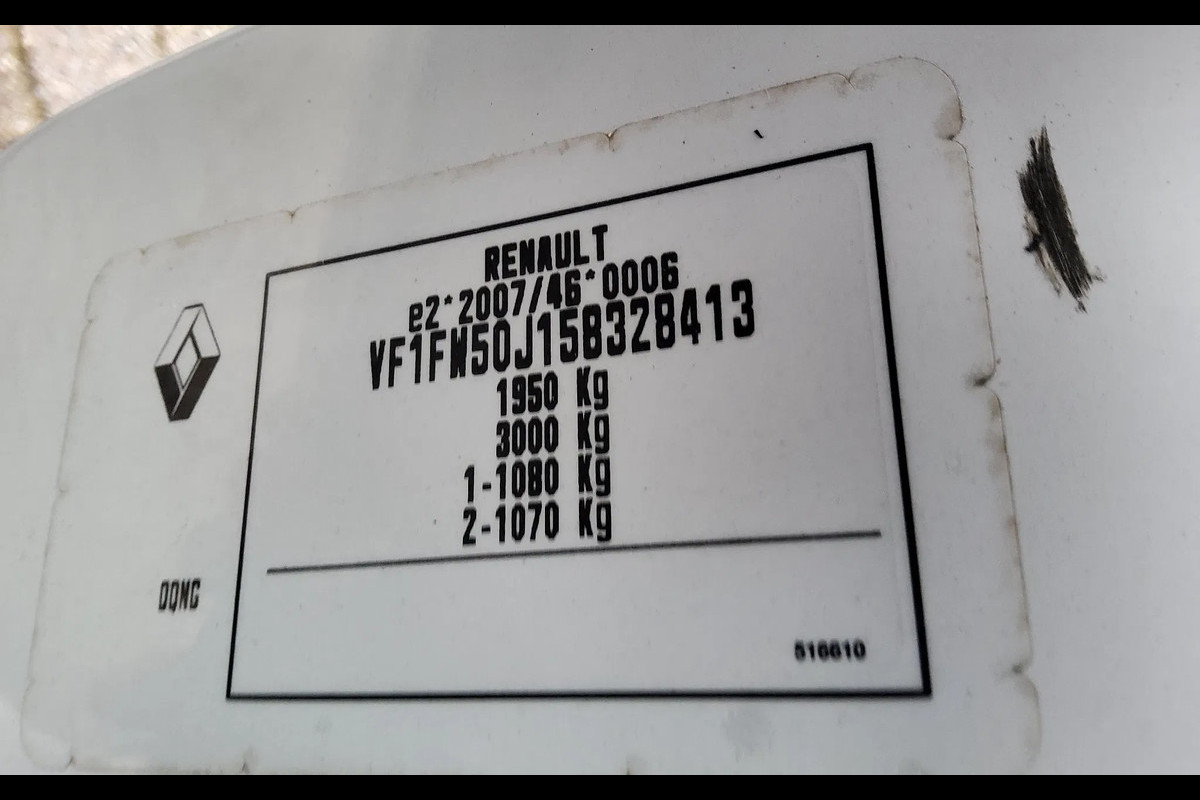 RENAULT
e2*2007/46*0006
VF1FW50J158328413
1950 Kg
3000 Kg
1-1080 Kg
2-1070 Kg
DQNG
516610